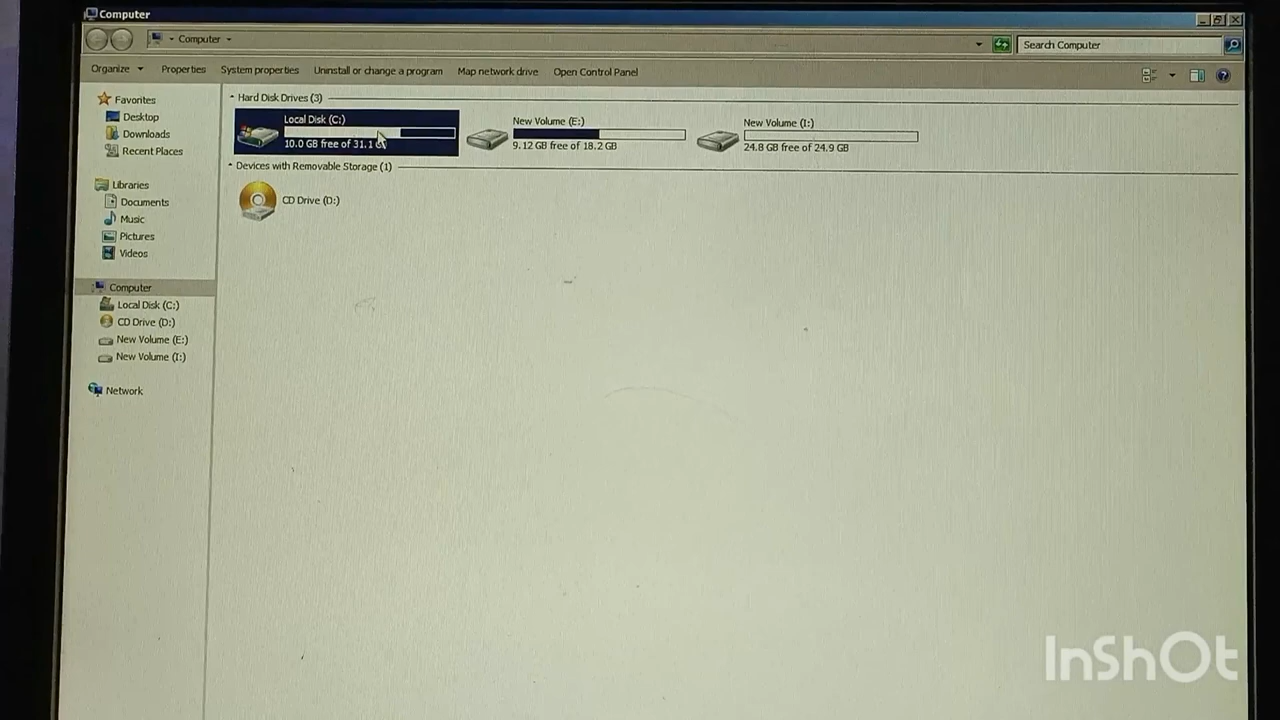 Computer
Computer
Search Computer
Organize
Properties
System properties
Uninstall or change a program
Map network drive
Open Control Panel
Favorites
Desktop
Downloads
Recent Places
Libraries
Documents
Music
Pictures
Videos
Computer
Local Disk (C:)
CD Drive (D:)
New Volume (E:)
New Volume (I:)
Network
Hard Disk Drives (3)
Local Disk (C:)
10.0 GB free of 31.1
New Volume (E:)
9.12 GB free of 18.2 GB
New Volume (I:)
24.8 GB free of 24.9 GB
Devices with Removable Storage (1)
CD Drive (D:)
InShOt